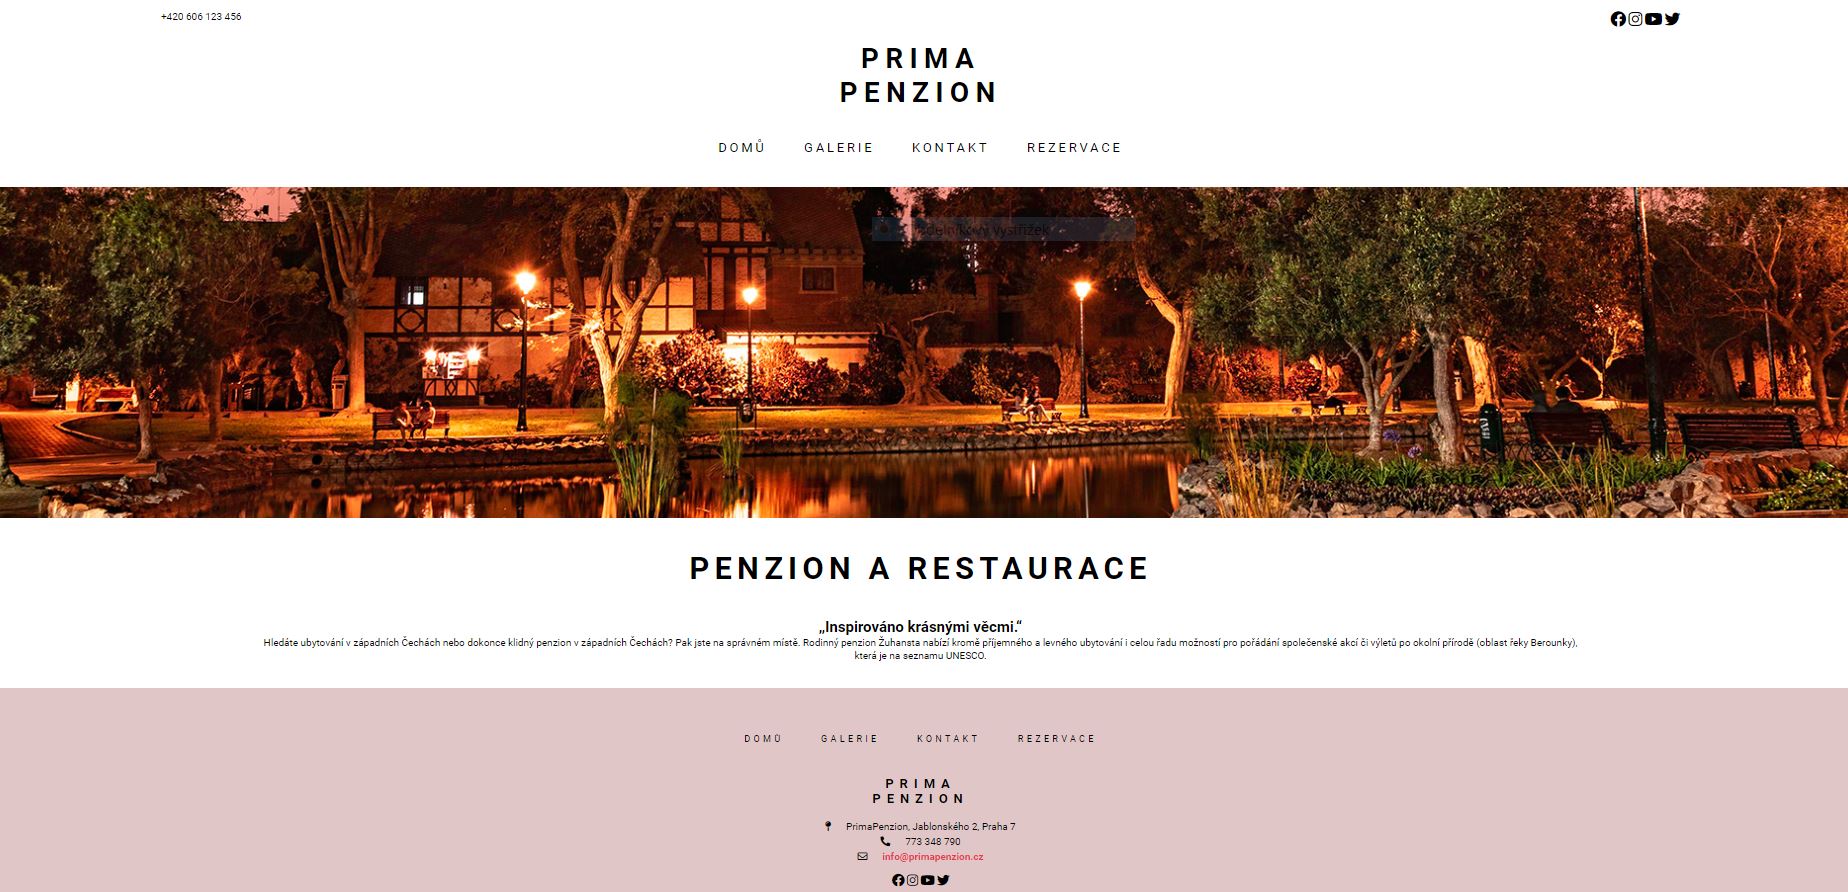 +420 606 123 456
PRIMA
PENZION
DOMŮ GALERIE KONTAKT REZERVACE
výstřižek
PENZION A RESTAURACE
„Inspirováno krásnými věcmi.“
Hledáte ubytování v západních Čechách nebo dokonce klidný penzion v západních Čechách? Pak jste na správném místě. Rodinný penzion Žuhansta nabízí kromě příjemného a levného ubytování i celou řadu možností pro pořádání společenské akcí či výletů po okolní přírodě (oblast řeky Berounky),
která je na seznamu UNESCO.
DOMŮ GALERIE KONTAKT REZERVACE
PRIMA
PENZION
PrimaPenzion, Jablonského 2, Praha 7
773 348 790
info@primapenzion.cz